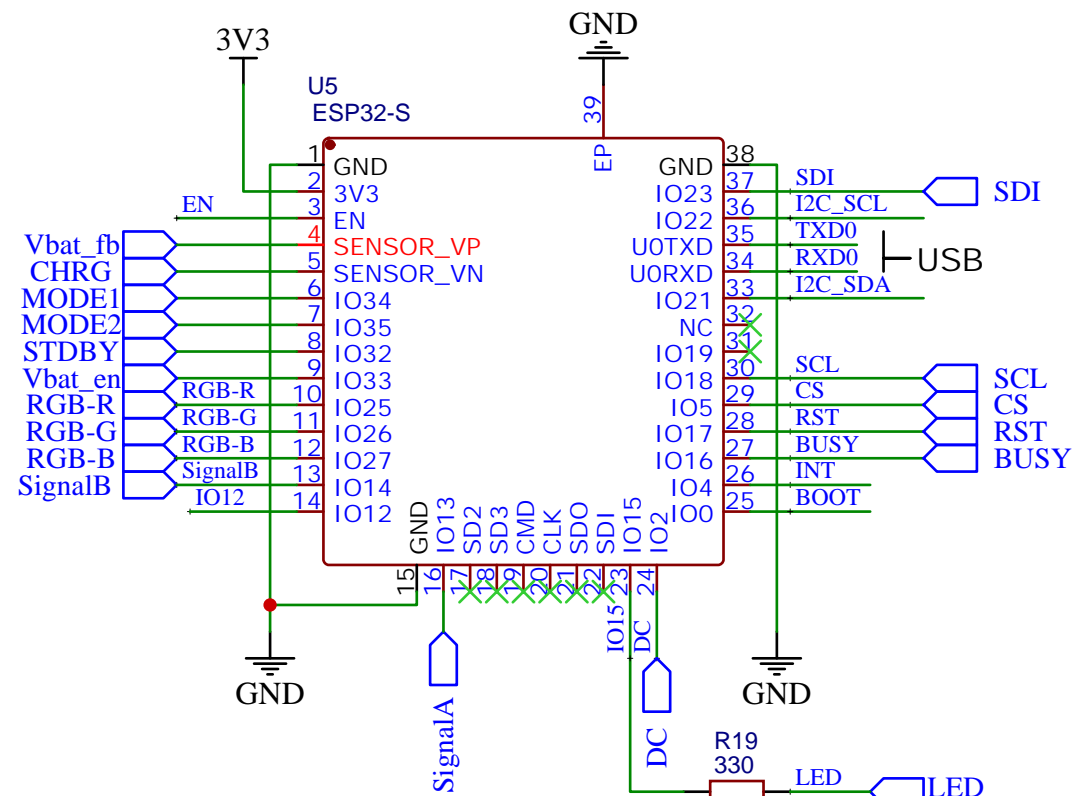 GND
3V3
U5
ESP32-S
39
EP
1 GND
2 3V3
EN 3 EN
Vbat_fb 4 SENSOR_VP
CHRG 5 SENSOR_VN
MODE1 6 IO34
MODE2 7 IO35
STDBY 8 IO32
Vbat_en 9 IO33
RGB-R RGB-R 10 IO25
RGB-G RGB-G 11 IO26
RGB-B RGB-B 12 IO27
SignalB SignalB 13 IO14
IO12 14 IO12
GND 38
IO23 37 SDI SDI
IO22 36 I2C_SCL
U0TXD 35 TXD0
U0RXD 34 RXD0
USB
IO21 33 I2C_SDA
NC 32
IO19 31
IO18 30 SCL SCL
IO5 29 CS CS
IO17 28 RST RST
IO16 27 BUSY BUSY
IO4 26 INT
IO0 25 BOOT
GND 15
IO13 16
SD2 17
SD3 18
CMD 19
CLK 20
SDO 21
SDI 22
IO15 23 IO15
IO2 24 DC
GND
SignalA
DC
GND
R19
330
LED LED